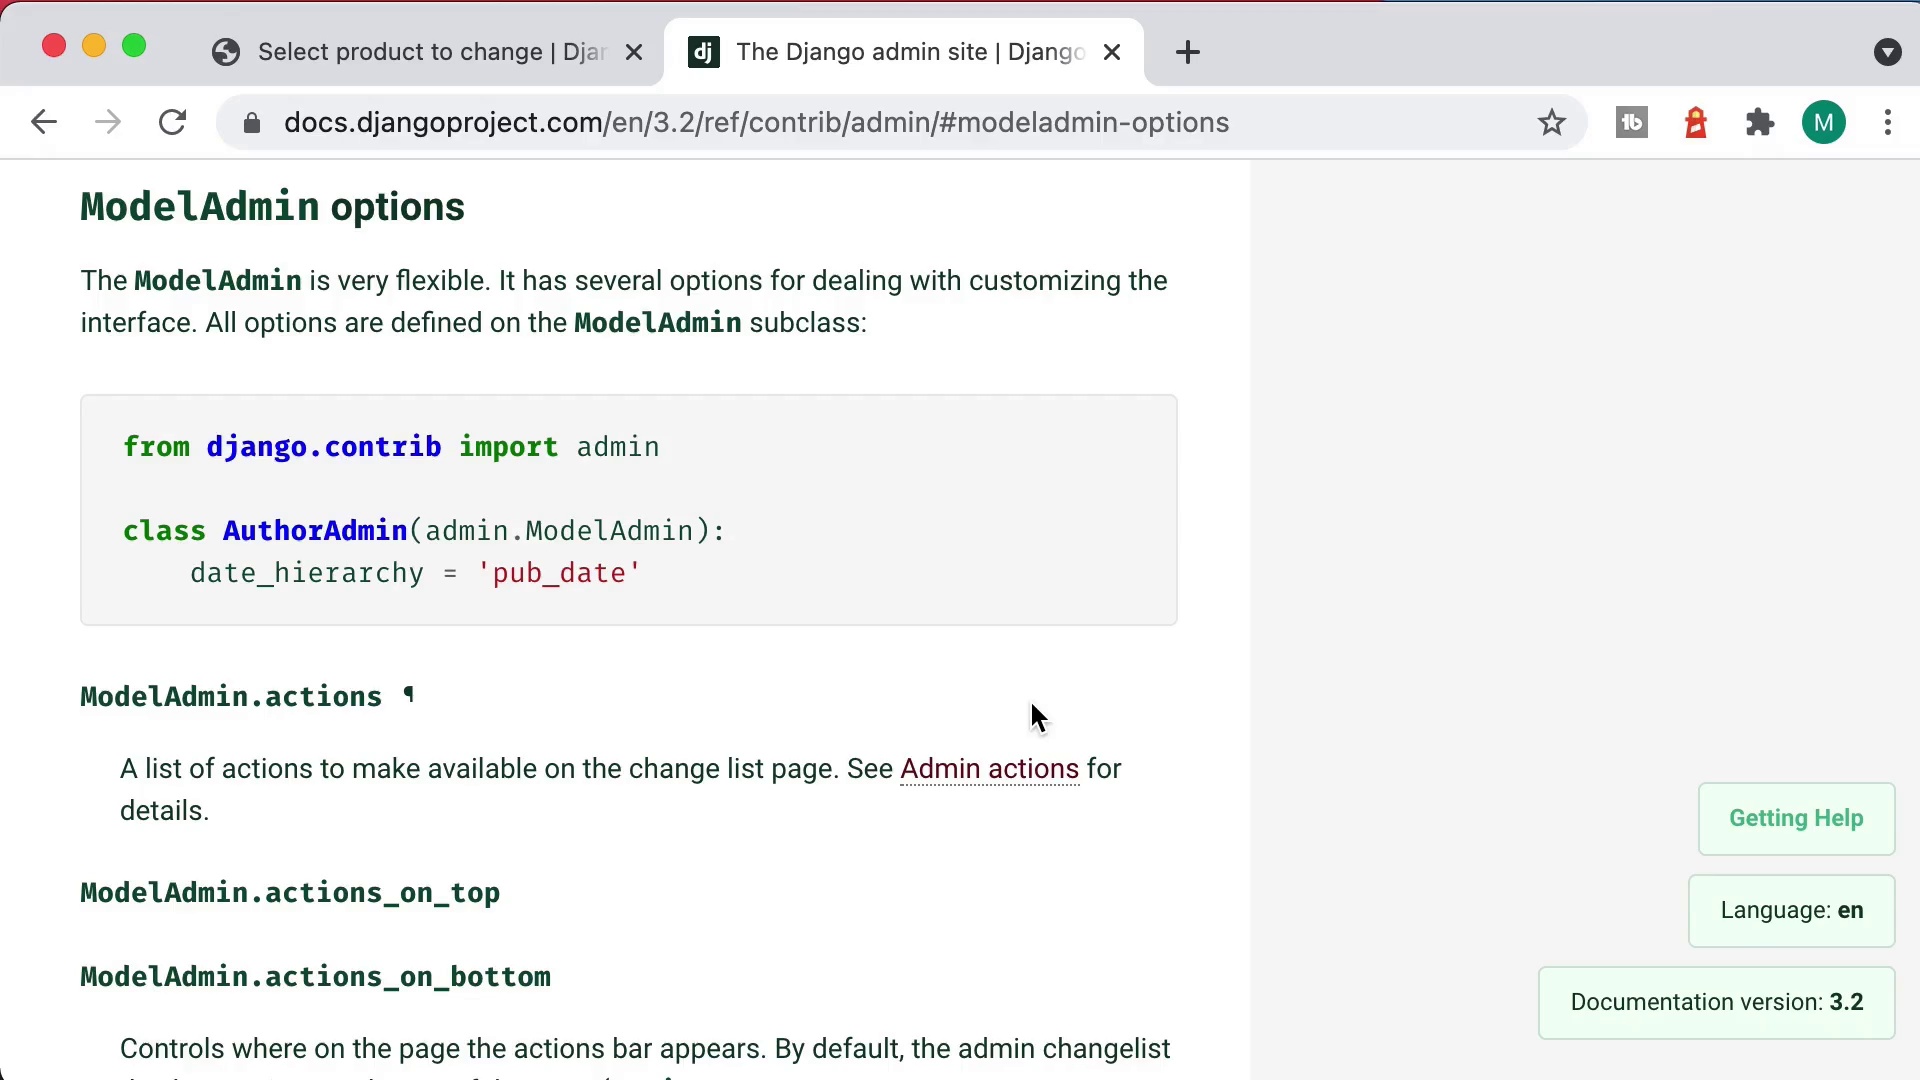 Select product to change | Djan
dj The Django admin site | Django
docs.djangoproject.com/en/3.2/ref/contrib/admin/#modeladmin-options
M
ModelAdmin options
The ModelAdmin is very flexible. It has several options for dealing with customizing the
interface. All options are defined on the ModelAdmin subclass:
from django.contrib import admin
class AuthorAdmin(admin.ModelAdmin):
date_hierarchy = 'pub_date'
ModelAdmin.actions ¶
A list of actions to make available on the change list page. See Admin actions for
details.
ModelAdmin.actions_on_top
ModelAdmin.actions_on_bottom
Controls where on the page the actions bar appears. By default, the admin changelist
Getting Help
Language: en
Documentation version: 3.2